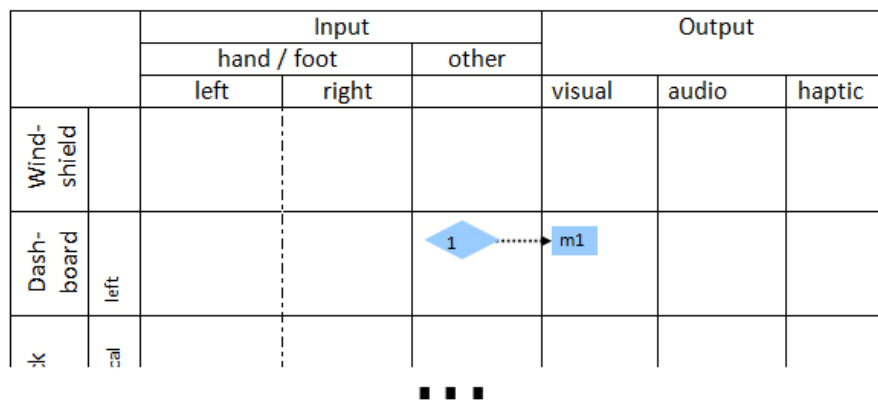 Input
Output
hand / foot
other
left
right
visual
audio
haptic
Wind-
shield
Dash-
board
left
1
m1